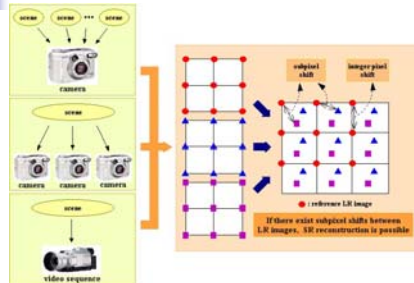 scene scene ••• scene
camera
scene
camera camera camera
scene
video sequence
subpixel
shift
integer pixel
shift
: reference LR image
If there exist subpixel shifts between
LR images, SR reconstruction is possible